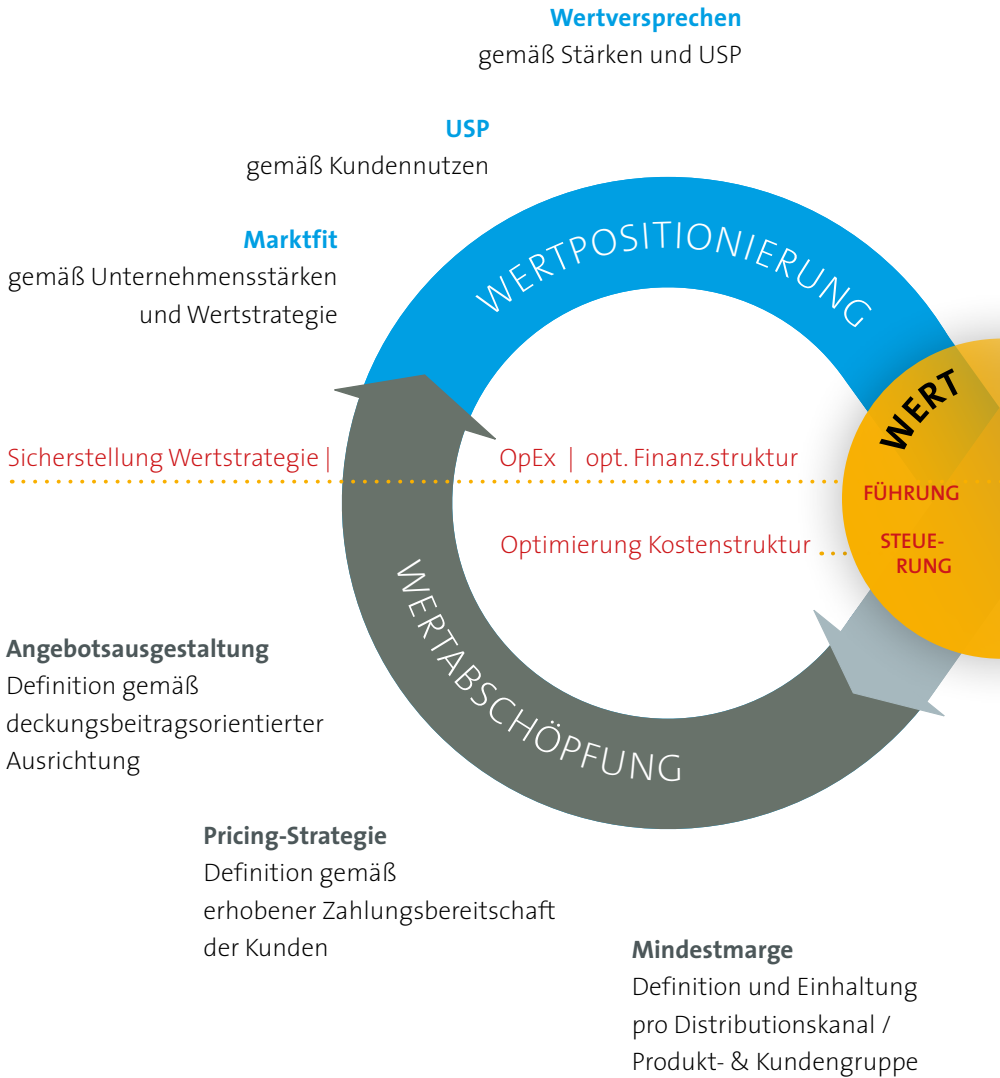 Wertversprechen
gemäß Stärken und USP
USP
gemäß Kundennutzen
Marktfit
gemäß Unternehmensstärken
und Wertstrategie
WERTPOSITIONIERUNG
WERT
Sicherstellung Wertstrategie |
OpEx | opt. Finanz.struktur
FÜHRUNG
Optimierung Kostenstruktur
STEUE-
RUNG
WERTABSCHÖPFUNG
Angebotsausgestaltung
Definition gemäß
deckungsbeitragsorientierter
Ausrichtung
Pricing-Strategie
Definition gemäß
erhobener Zahlungsbereitschaft
der Kunden
Mindestmarge
Definition und Einhaltung
pro Distributionskanal /
Produkt- & Kundengruppe